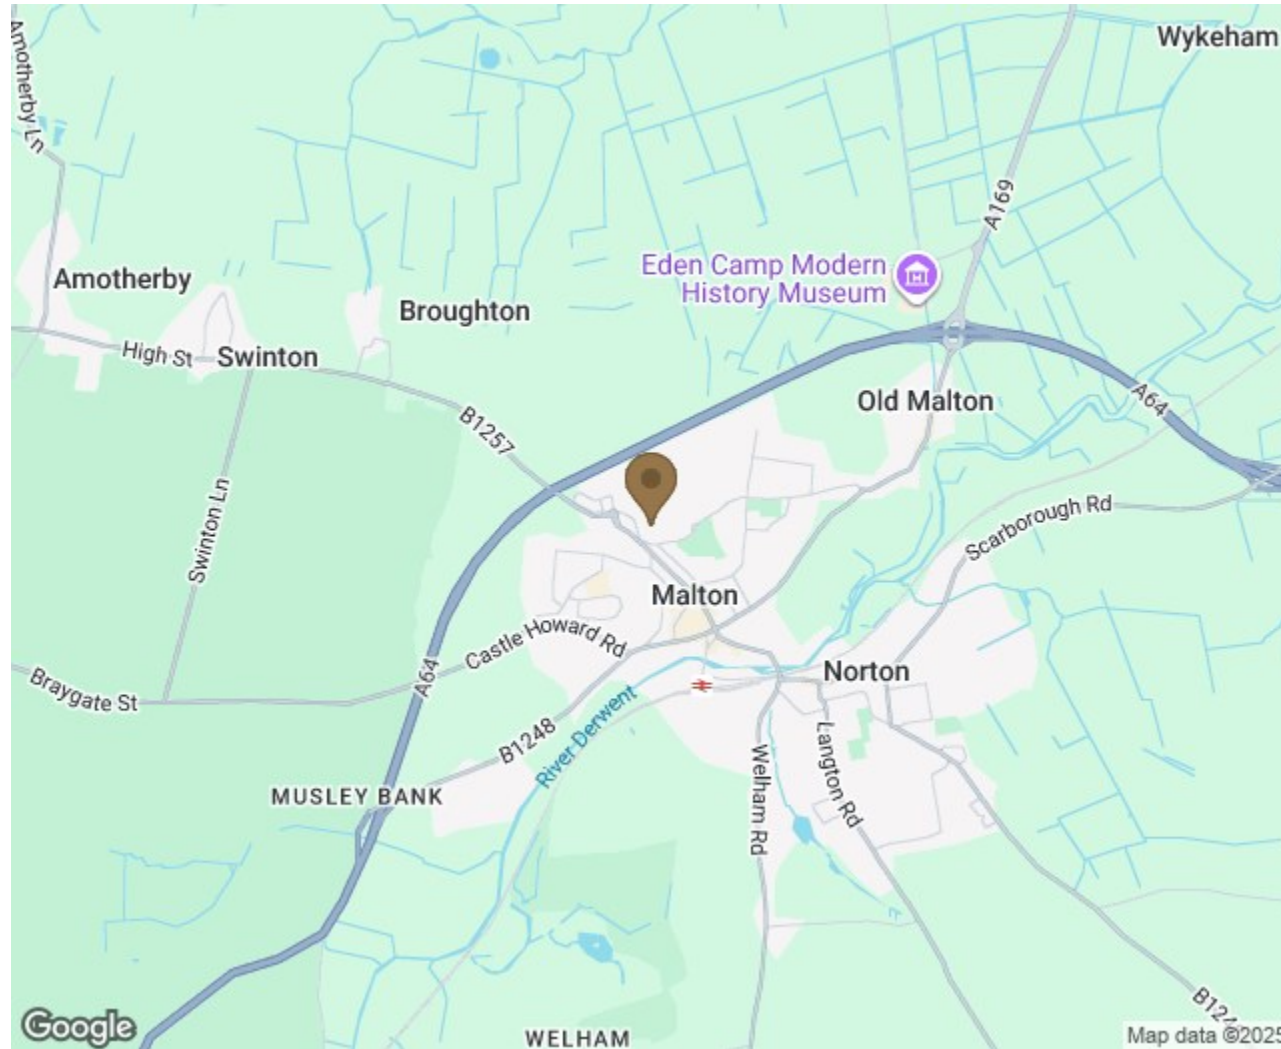 Wykeham
Amotherby Ln
A169
Eden Camp Modern
History Museum
Amotherby
Broughton
High St
Swinton
B1257
Old Malton
A64
Swinton Ln
Scarborough Rd
Malton
Castle Howard Rd
A64
Norton
Braygate St
River Derwent
B1248
Langton Rd
Welham Rd
MUSLEY BANK
B124
WELHAM
Google
Map data ©2025